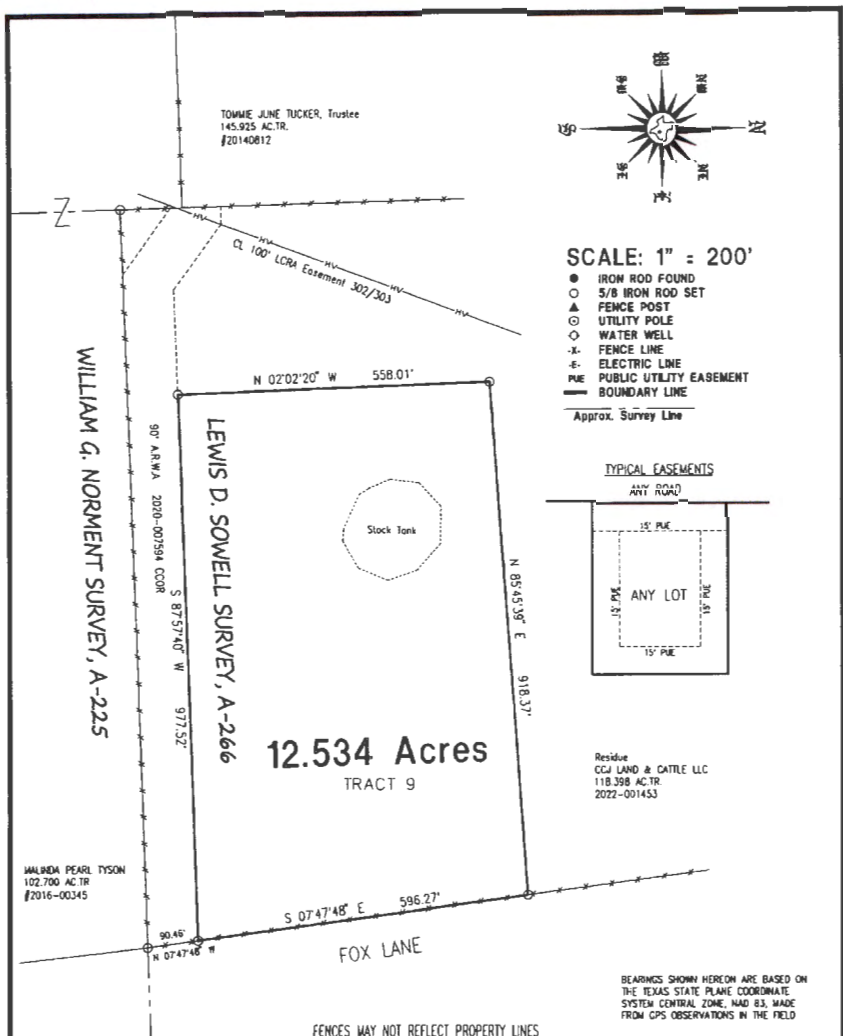 TOMMIE JUNE TUCKER, Trustee
145.925 AC.TR.
#20140812
CL 100' LCRA Easement 302/303
HV
HV
HV
HV
HV
SCALE: 1" = 200'
IRON ROD FOUND
5/8 IRON ROD SET
FENCE POST
UTILITY POLE
WATER WELL
-X- FENCE LINE
-E- ELECTRIC LINE
PUE PUBLIC UTILITY EASEMENT
BOUNDARY LINE
Approx. Survey Line
N 02°02'20" W 558.01'
WILLIAM G. NORMENT SURVEY, A-225
90' A.R.W.A 2020-007594 CCOR
LEWIS D. SOWELL SURVEY, A-266
S 87°57'40" W 977.52'
Stock Tank
N 85°45'39" E 918.37'
TYPICAL EASEMENTS
ANY ROAD
15' PUE
15' PUE
ANY LOT
15' PUE
15' PUE
12.534 Acres
TRACT 9
Residue
CCJ LAND & CATTLE LLC
118.398 AC.TR.
2022-001453
MALINDA PEARL TYSON
102.700 AC.TR
#2016-00345
S 07°47'48" E 596.27'
90.46'
N 07°47'48" W
FOX LANE
BEARINGS SHOWN HEREON ARE BASED ON
THE TEXAS STATE PLANE COORDINATE
SYSTEM CENTRAL ZONE, NAD 83, MADE
FROM GPS OBSERVATIONS IN THE FIELD
FENCES MAY NOT REFLECT PROPERTY LINES